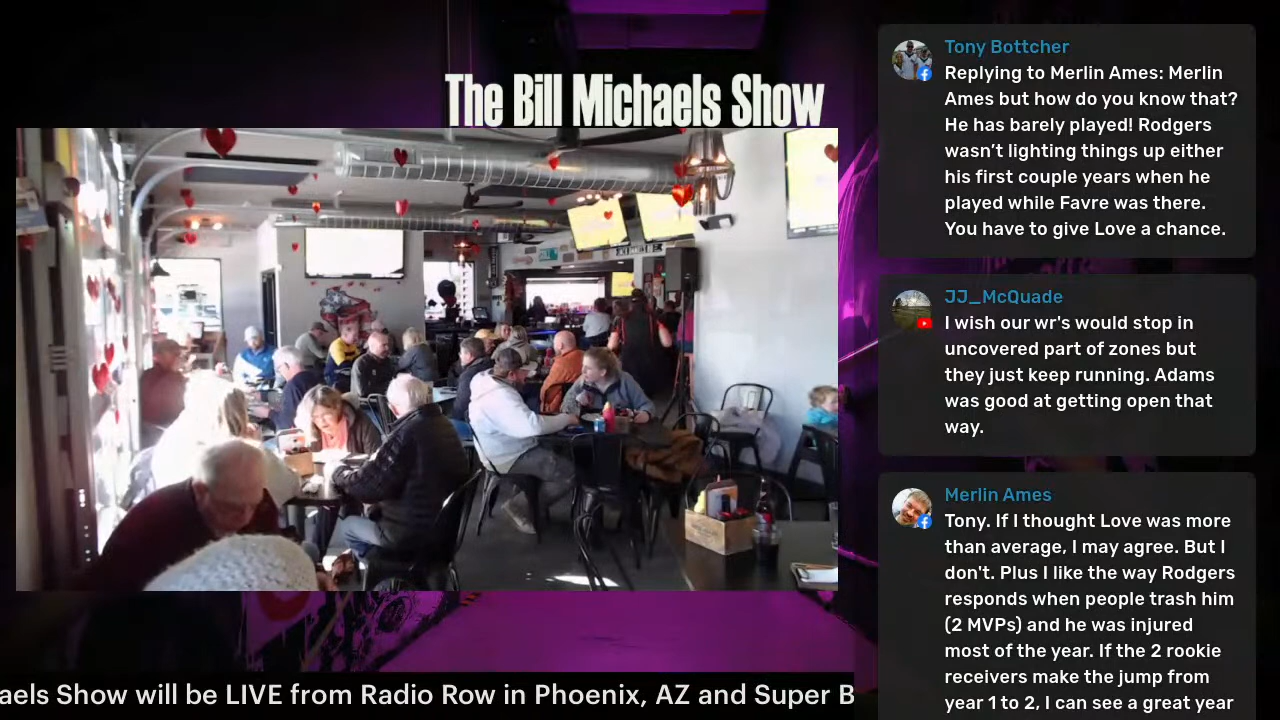 The Bill Michaels Show
Tony Bottcher
Replying to Merlin Ames: Merlin
Ames but how do you know that?
He has barely played! Rodgers
wasn’t lighting things up either
his first couple years when he
played while Favre was there.
You have to give Love a chance.
JJ_McQuade
I wish our wr's would stop in
uncovered part of zones but
they just keep running. Adams
was good at getting open that
way.
Merlin Ames
Tony. If I thought Love was more
than average, I may agree. But I
don't. Plus I like the way Rodgers
responds when people trash him
(2 MVPs) and he was injured
most of the year. If the 2 rookie
receivers make the jump from
year 1 to 2, I can see a great year
aels Show will be LIVE from Radio Row in Phoenix, AZ and Super B